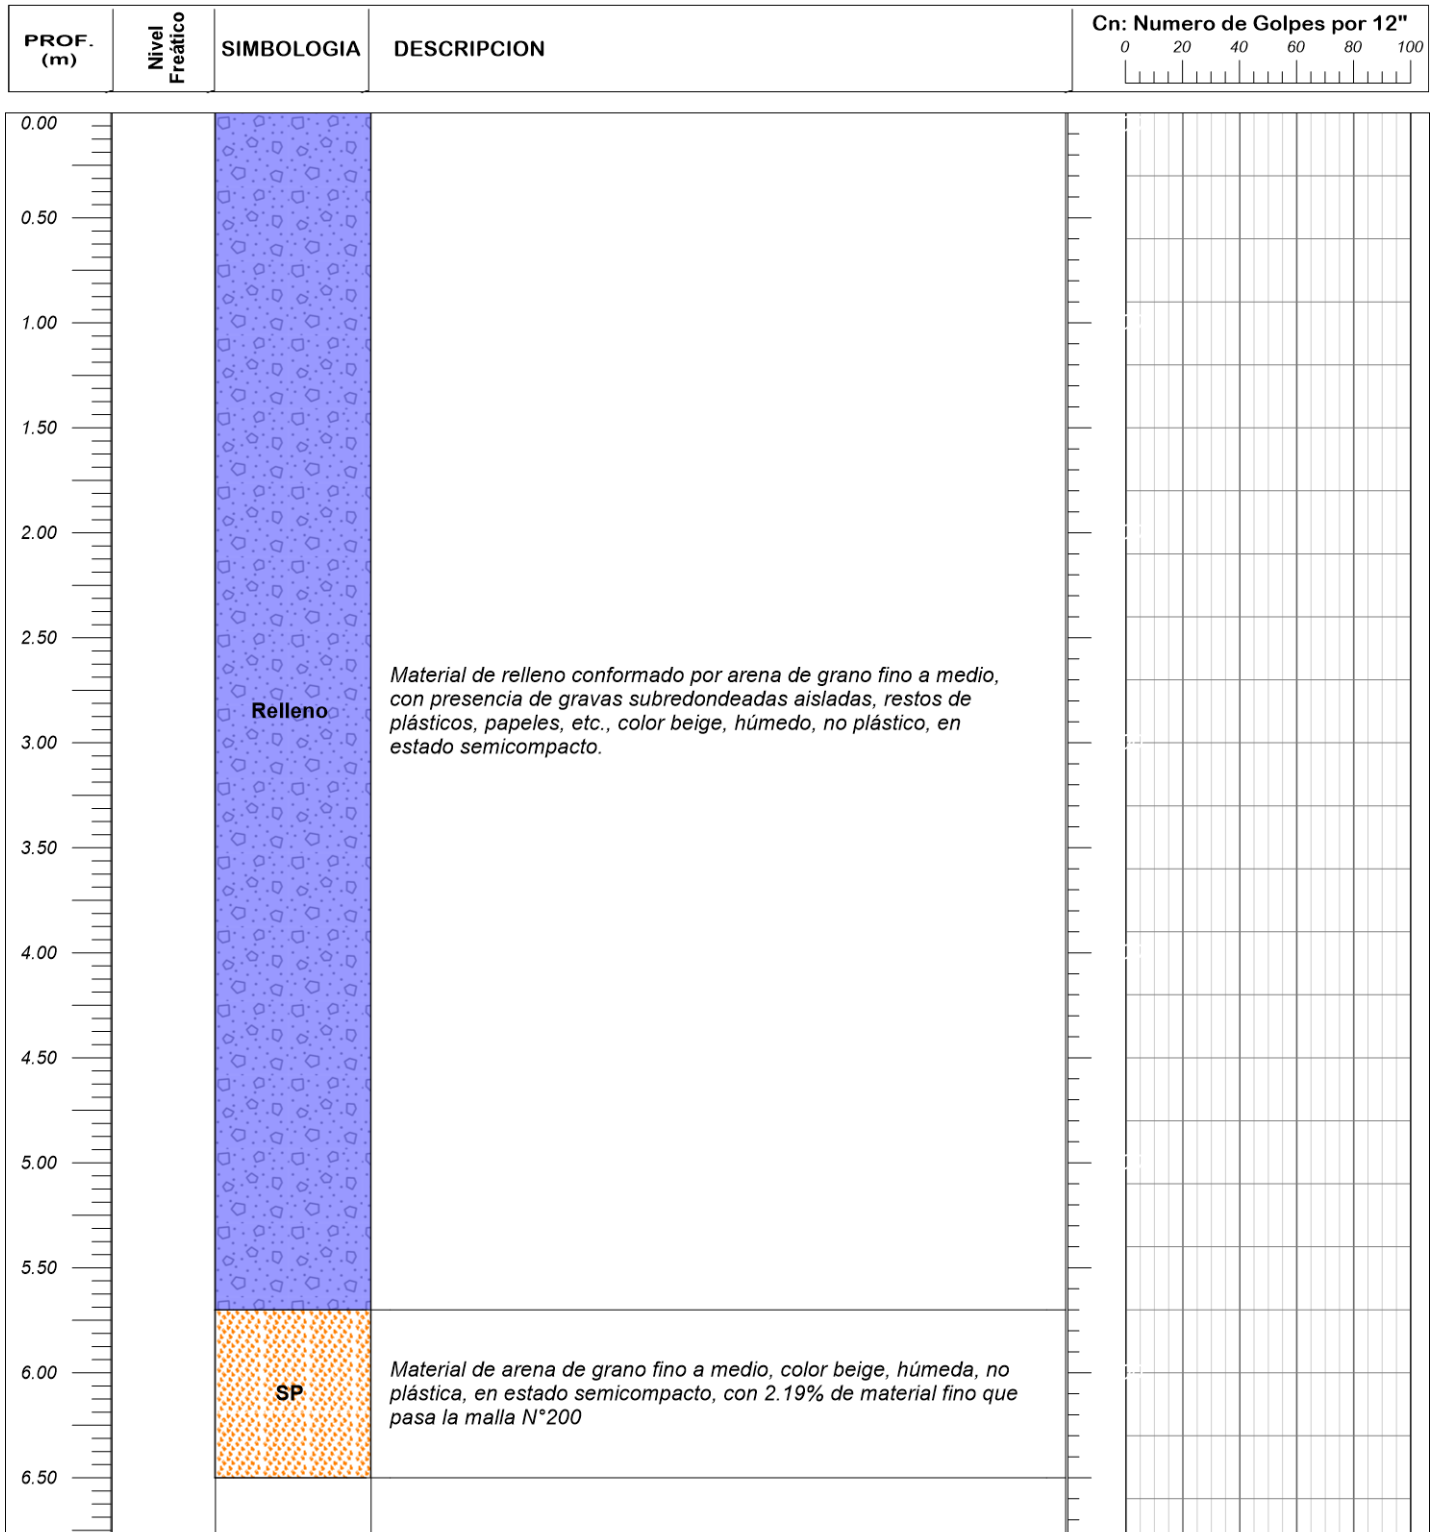 PROF.
(m)
Nivel
Freático
SIMBOLOGIA
DESCRIPCION
Cn: Numero de Golpes por 12"
0 20 40 60 80 100
0.00
0.50
1.00
1.50
2.00
2.50
Material de relleno conformado por arena de grano fino a medio,
con presencia de gravas subredondeadas aisladas, restos de
Relleno
plásticos, papeles, etc., color beige, húmedo, no plástico, en
estado semicompacto.
3.00
3.50
4.00
4.50
5.00
5.50
6.00
Material de arena de grano fino a medio, color beige, húmeda, no
SP
plástica, en estado semicompacto, con 2.19% de material fino que
pasa la malla N°200
6.50